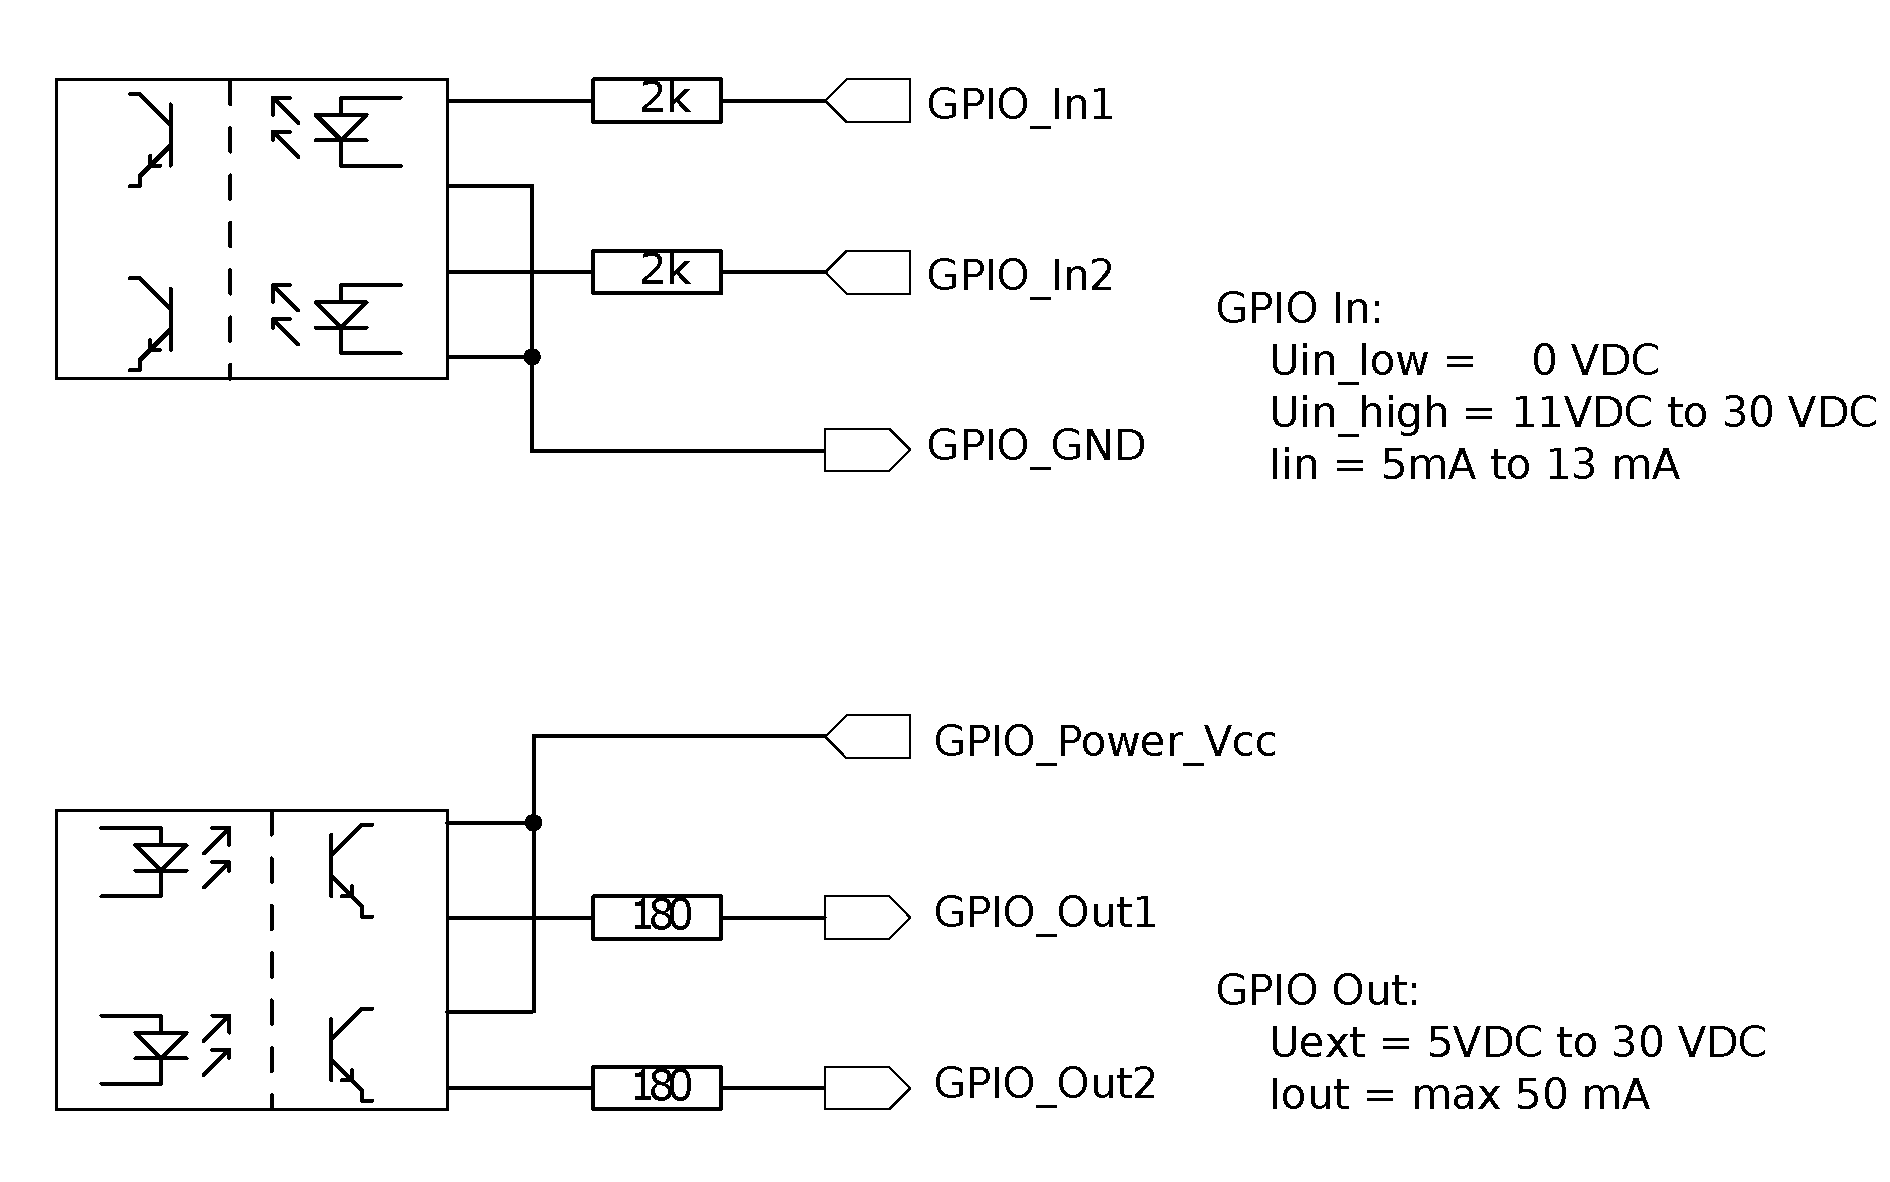 2k
GPIO_In1
2k
GPIO_In2
GPIO In:
Uin_low = 0 VDC
Uin_high = 11VDC to 30 VDC
GPIO_GND
Iin = 5mA to 13 mA
GPIO_Power_Vcc
180
GPIO_Out1
GPIO Out:
Uext = 5VDC to 30 VDC
180
GPIO_Out2
Iout = max 50 mA